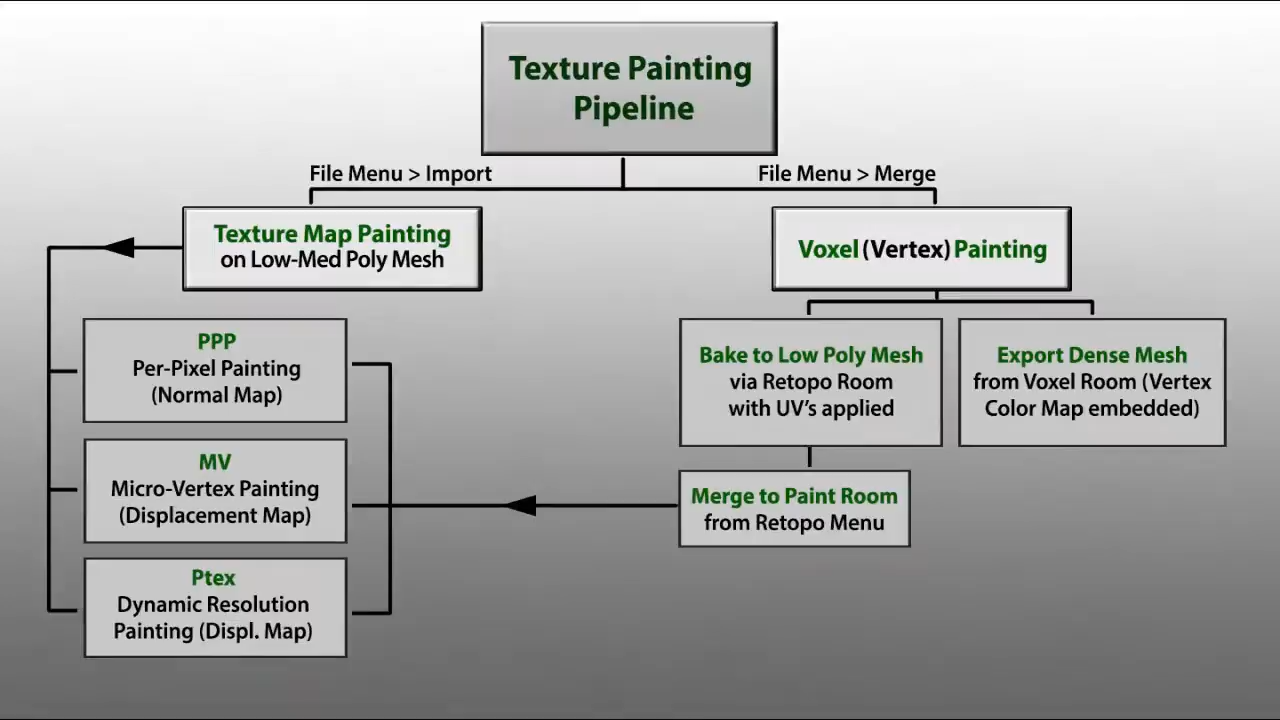 Texture Painting
Pipeline
File Menu > Import
File Menu > Merge
Texture Map Painting
on Low-Med Poly Mesh
Voxel (Vertex) Painting
PPP
Per-Pixel Painting
(Normal Map)
MV
Micro-Vertex Painting
(Displacement Map)
Ptex
Dynamic Resolution
Painting (Displ. Map)
Bake to Low Poly Mesh
via Retopo Room
with UV's applied
Export Dense Mesh
from Voxel Room (Vertex
Color Map embedded)
Merge to Paint Room
from Retopo Menu